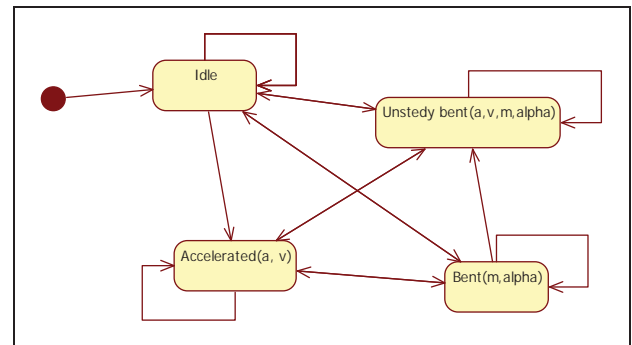 Idle
Unstedy bent(a,v,m,alpha)
Accelerated(a, v)
Bent(m,alpha)